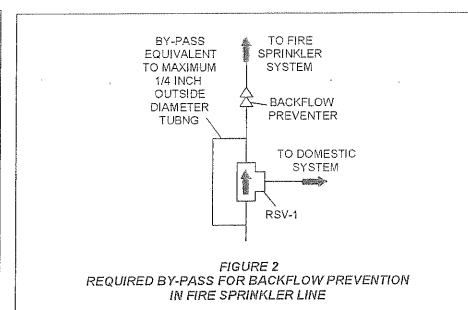 BY-PASS
EQUIVALENT
TO MAXIMUM
1/4 INCH
OUTSIDE
DIAMETER
TUBNG
TO FIRE
SPRINKLER
SYSTEM
BACKFLOW
PREVENTER
TO DOMESTIC
SYSTEM
RSV-1
FIGURE 2
REQUIRED BY-PASS FOR BACKFLOW PREVENTION
IN FIRE SPRINKLER LINE